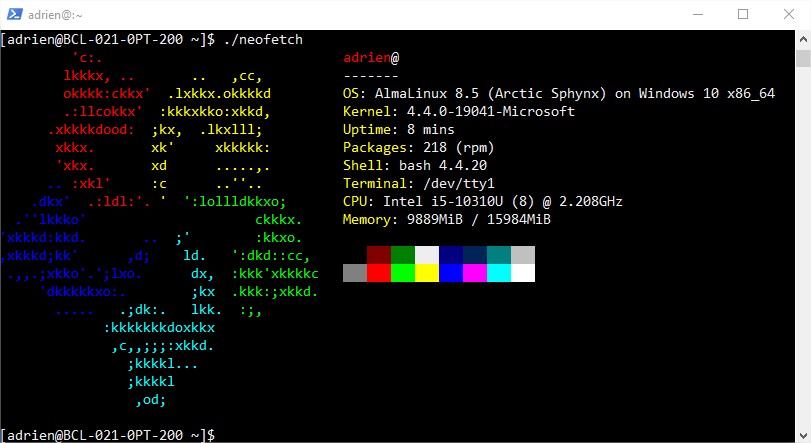 adrien@:~
[adrien@BCL-021-0PT-200 ~]$ ./neofetch
         'c:.                              adrien@
        lkkkx, ..       ..   ,cc,          -------
        okkkk:ckkx'  .lxkkx.okkkkd         OS: AlmaLinux 8.5 (Arctic Sphynx) on Windows 10 x86_64
        .:llcokkx'  :kkkxkko:xkkd,         Kernel: 4.4.0-19041-Microsoft
      .xkkkkdood:  ;kx,  .lkxlll;          Uptime: 8 mins
       xkkx.       xk'     xkkkkk:         Packages: 218 (rpm)
       'xkx.       xd      .....,.         Shell: bash 4.4.20
      .. :xkl'     :c      ..''..          Terminal: /dev/tty1
    .dkx'  .:ldl:'. '  ':lollldkkxo;       CPU: Intel i5-10310U (8) @ 2.208GHz
  .''lkkko'                     ckkkx.     Memory: 9889MiB / 15984MiB
'xkkkd:kkd.       ..  ;'        :kkxo.
,xkkkd;kk'      ,d;    ld.   ':dkd::cc,
 .,,.;xkko'.';lxo.      dx,  :kkk'xkkkkc
     'dkkkkkxo:.        ;kx  .kkk:;xkkd.
       .....   .;dk:.   lkk.  :;,
             :kkkkkkkdoxkkx
              ,c,,;;;:xkkd.
                ;kkkkl...
                ;kkkkl
                 ,od;
[adrien@BCL-021-0PT-200 ~]$